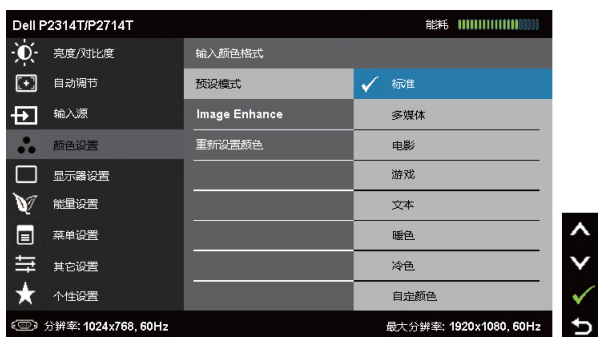 Dell P2314T/P2714T
能耗
亮度/对比度
自动调节
输入源
颜色设置
显示器设置
能量设置
菜单设置
其它设置
个性设置
输入颜色格式
预设模式
Image Enhance
重新设置颜色
标准
多媒体
电影
游戏
文本
暖色
冷色
自定颜色
分辨率: 1024x768, 60Hz
最大分辨率: 1920x1080, 60Hz